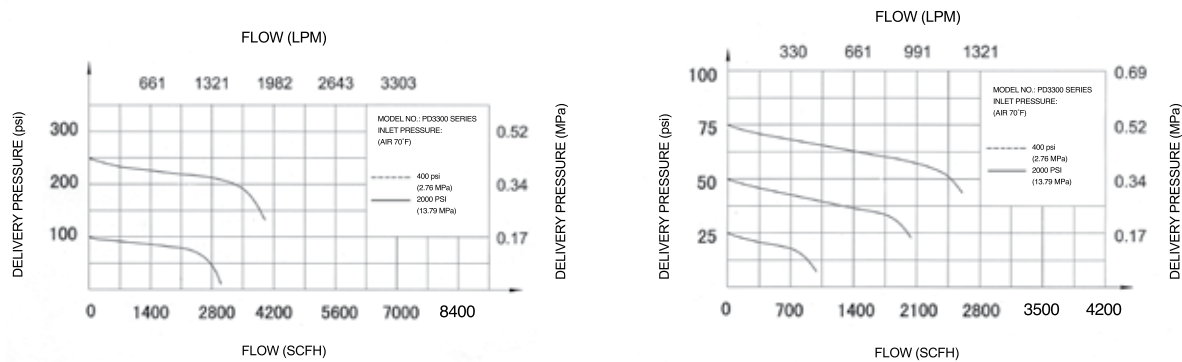 FLOW (LPM)
661 1321 1982 2643 3303
DELIVERY PRESSURE (psi)
300
200
100
MODEL NO.: PD3300 SERIES
INLET PRESSURE:
(AIR 70°F)
400 psi
(2.76 MPa)
2000 PSI
(13.79 MPa)
0.52
0.34
0.17
DELIVERY PRESSURE (MPa)
0 1400 2800 4200 5600 7000 8400
FLOW (SCFH)
FLOW (LPM)
330 661 991 1321
DELIVERY PRESSURE (psi)
100
75
50
25
MODEL NO.: PD3300 SERIES
INLET PRESSURE:
(AIR 70°F)
400 psi
(2.76 MPa)
2000 PSI
(13.79 MPa)
0.69
0.52
0.34
0.17
DELIVERY PRESSURE (MPa)
0 700 1400 2100 2800 3500 4200
FLOW (SCFH)